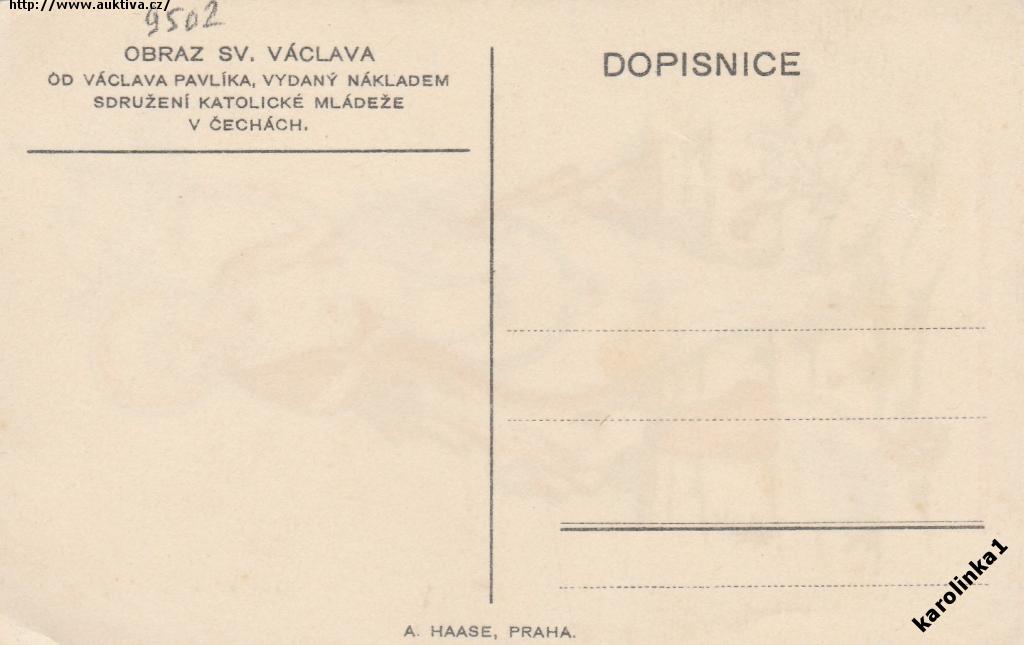 http://www.auktiva.cz/
9502
OBRAZ SV. VÁCLAVA
OD VÁCLAVA PAVLÍKA, VYDANÝ NÁKLADEM
SDRUŽENÍ KATOLICKÉ MLÁDEŽE
V ČECHÁCH.
DOPISNICE
A. HAASE, PRAHA.
karolinka1